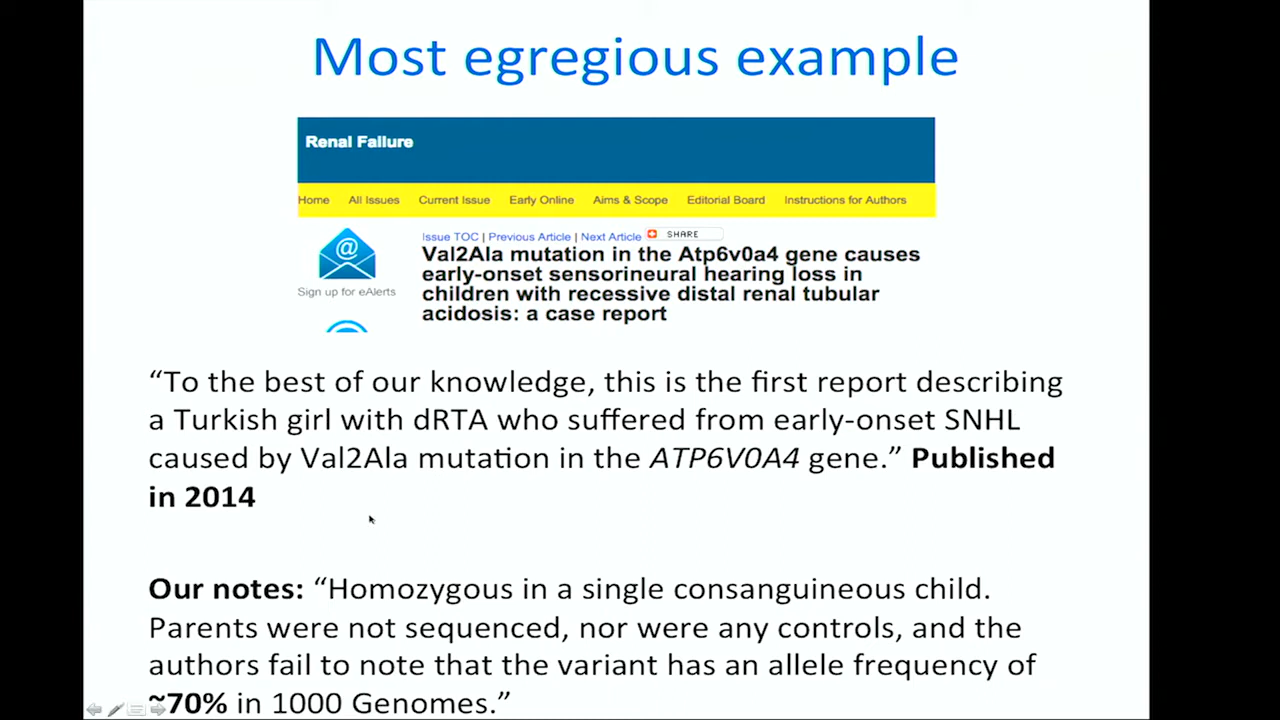 Most egregious example
Renal Failure
Home All Issues Current Issue Early Online Aims & Scope Editorial Board Instructions for Authors
Issue TOC | Previous Article | Next Article SHARE
Val2Ala mutation in the Atp6v0a4 gene causes
early-onset sensorineural hearing loss in
children with recessive distal renal tubular
acidosis: a case report
@
Sign up for eAlerts
“To the best of our knowledge, this is the first report describing
a Turkish girl with dRTA who suffered from early-onset SNHL
caused by Val2Ala mutation in the ATP6V0A4 gene.” Published
in 2014
Our notes: “Homozygous in a single consanguineous child.
Parents were not sequenced, nor were any controls, and the
authors fail to note that the variant has an allele frequency of
~70% in 1000 Genomes.”